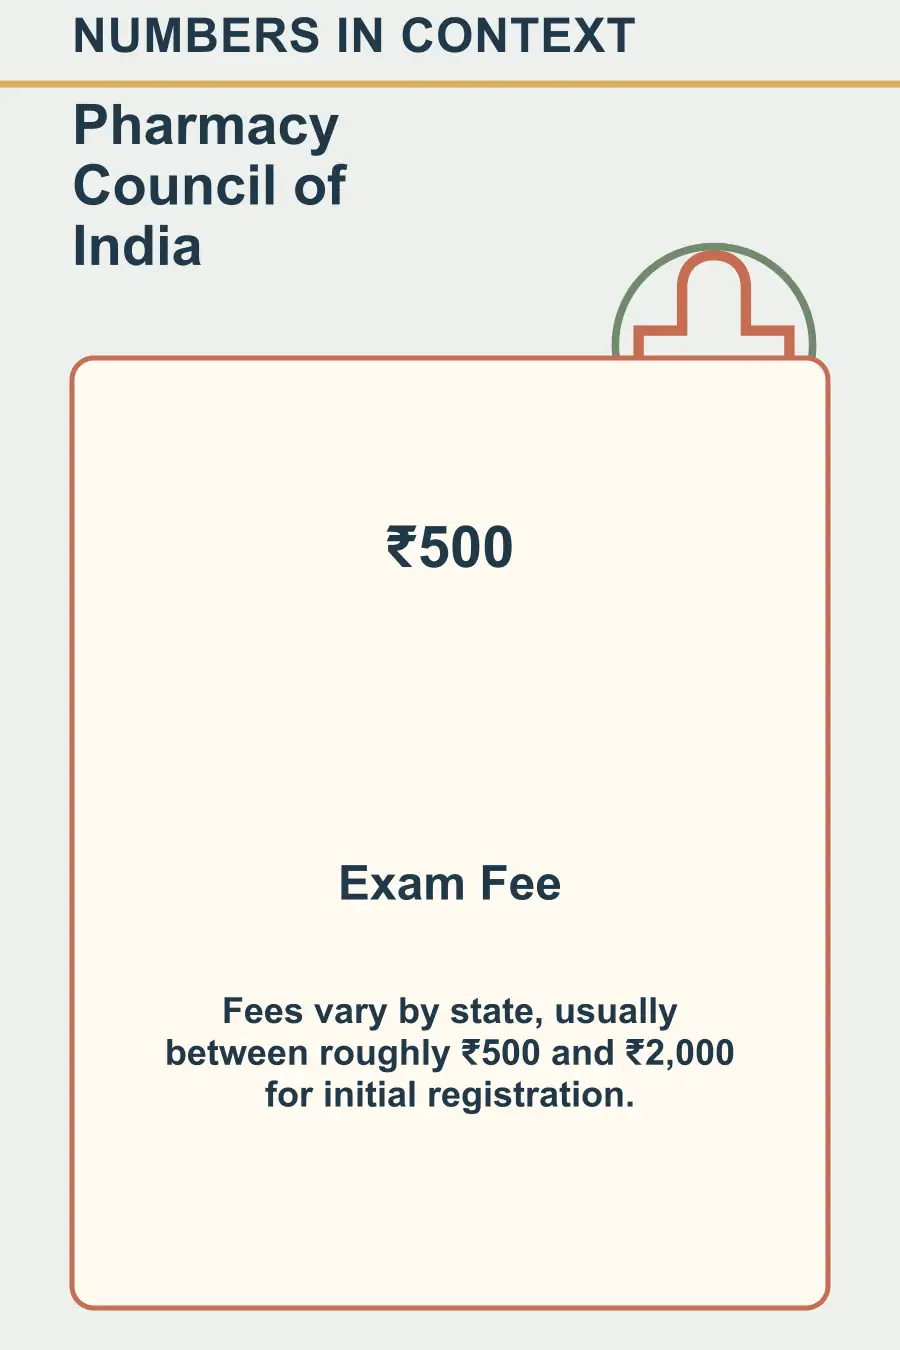 NUMBERS IN CONTEXT
Pharmacy
Council of
India
₹500
Exam Fee
Fees vary by state, usually
between roughly ₹500 and ₹2,000
for initial registration.